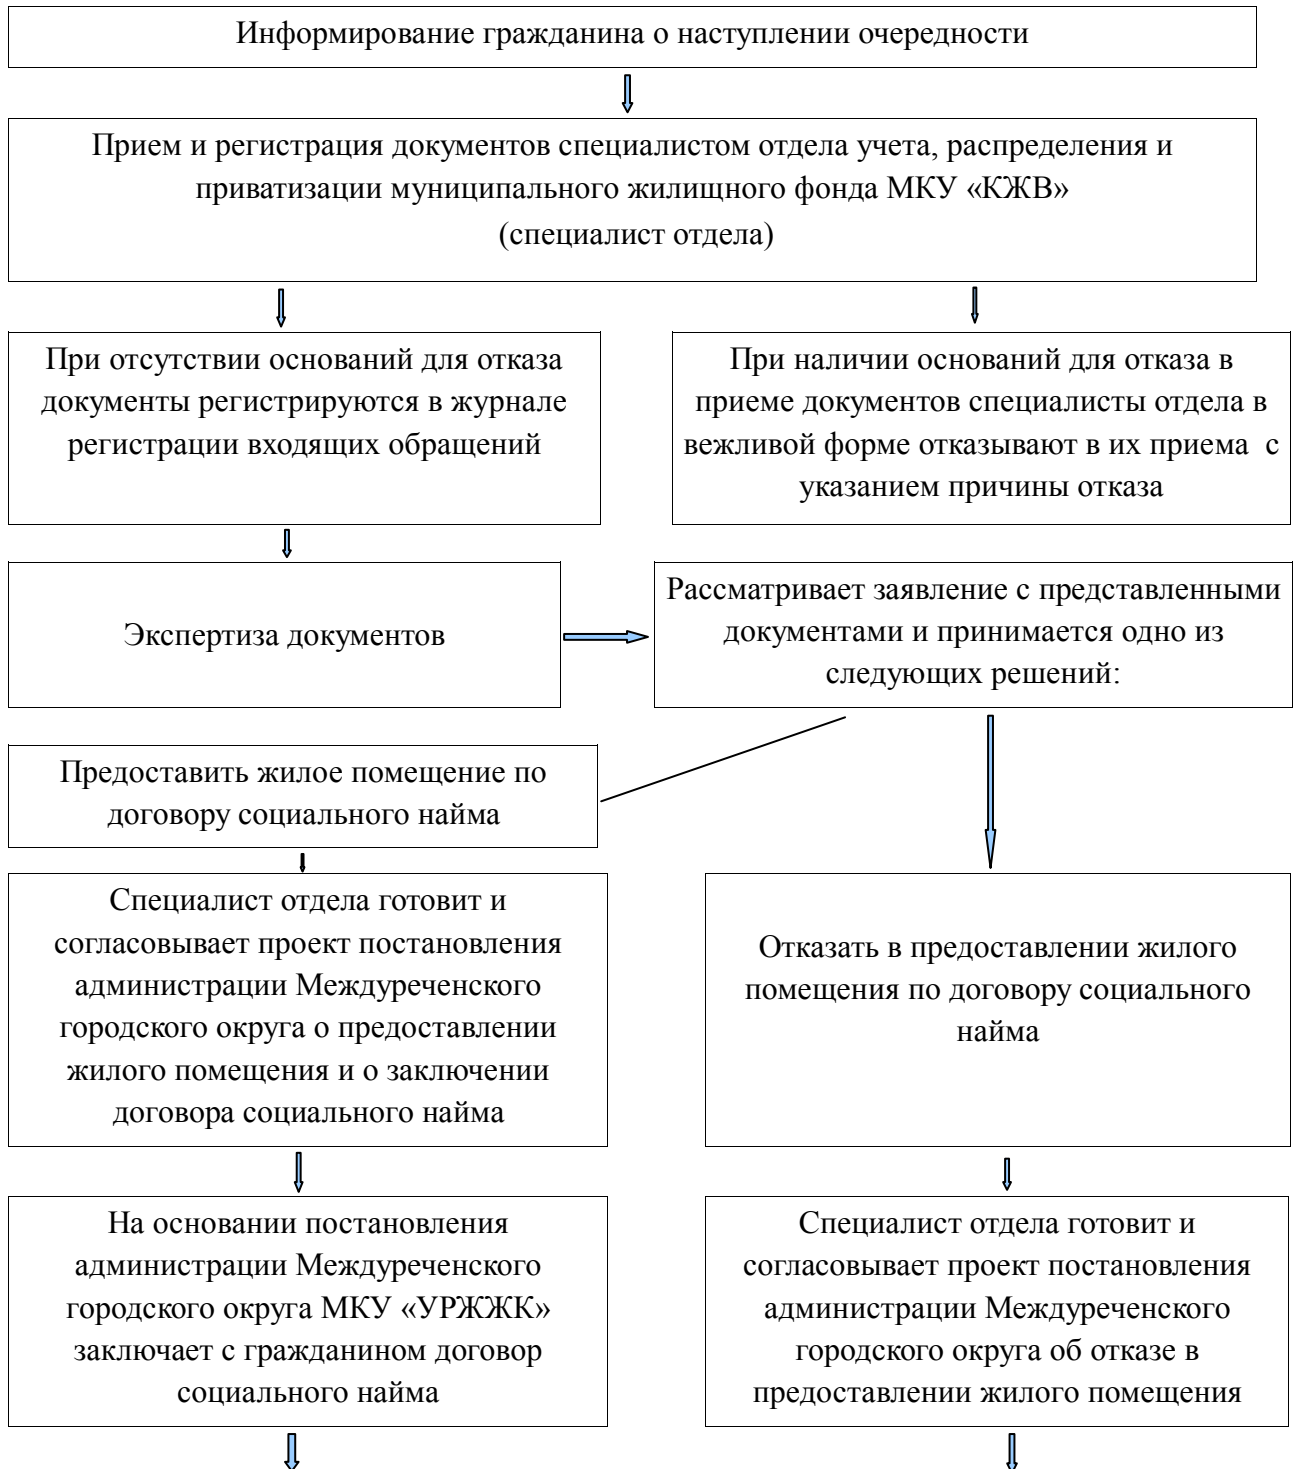 Информирование гражданина о наступлении очередности
Прием и регистрация документов специалистом отдела учета, распределения и
приватизации муниципального жилищного фонда МКУ «КЖВ»
(специалист отдела)
При отсутствии оснований для отказа
документы регистрируются в журнале
регистрации входящих обращений
При наличии оснований для отказа в
приеме документов специалисты отдела в
вежливой форме отказывают в их приема с
указанием причины отказа
Экспертиза документов
Рассматривает заявление с представленными
документами и принимается одно из
следующих решений:
Предоставить жилое помещение по
договору социального найма
Специалист отдела готовит и
согласовывает проект постановления
администрации Междуреченского
городского округа о предоставлении
жилого помещения и о заключении
договора социального найма
Отказать в предоставлении жилого
помещения по договору социального
найма
На основании постановления
администрации Междуреченского
городского округа МКУ «УРЖЖК»
заключает с гражданином договор
социального найма
Специалист отдела готовит и
согласовывает проект постановления
администрации Междуреченского
городского округа об отказе в
предоставлении жилого помещения